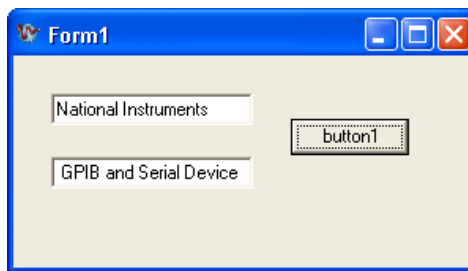 Form1
National Instruments
button1
GPIB and Serial Device